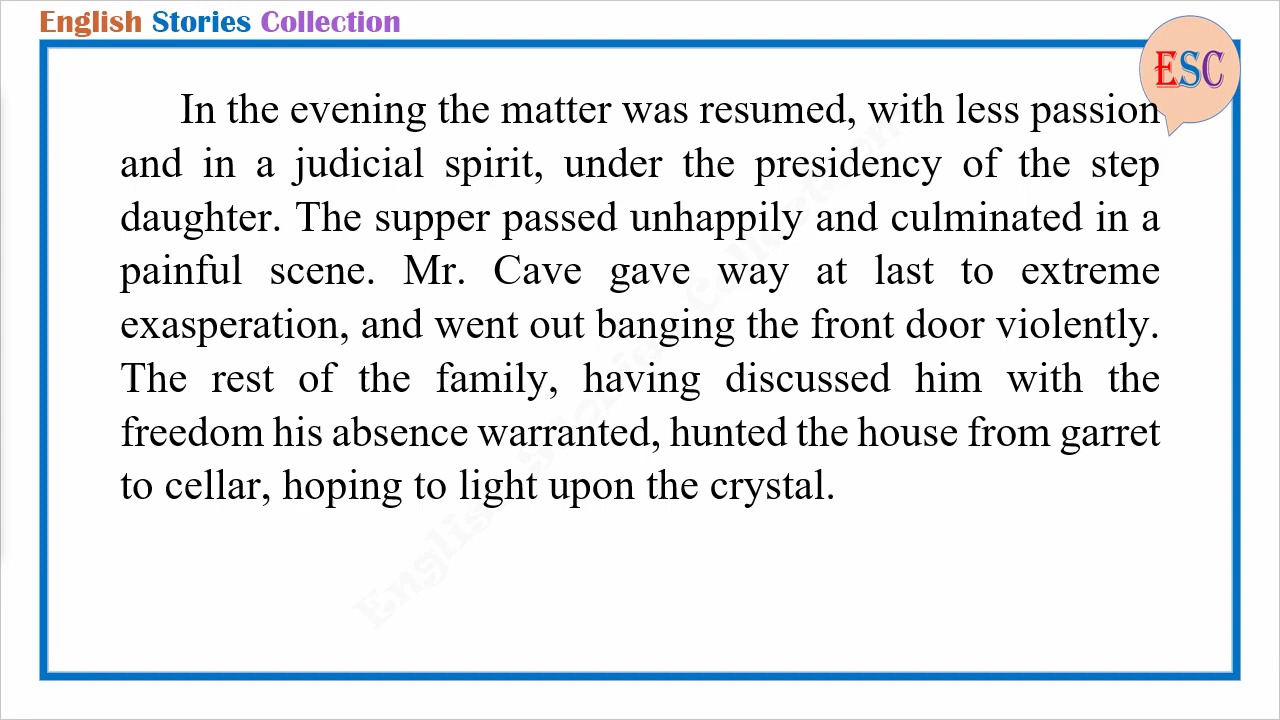 English Stories Collection
ESC
In the evening the matter was resumed, with less passion
and in a judicial spirit, under the presidency of the step
daughter. The supper passed unhappily and culminated in a
painful scene. Mr. Cave gave way at last to extreme
exasperation, and went out banging the front door violently.
The rest of the family, having discussed him with the
freedom his absence warranted, hunted the house from garret
to cellar, hoping to light upon the crystal.
English Stories Collection